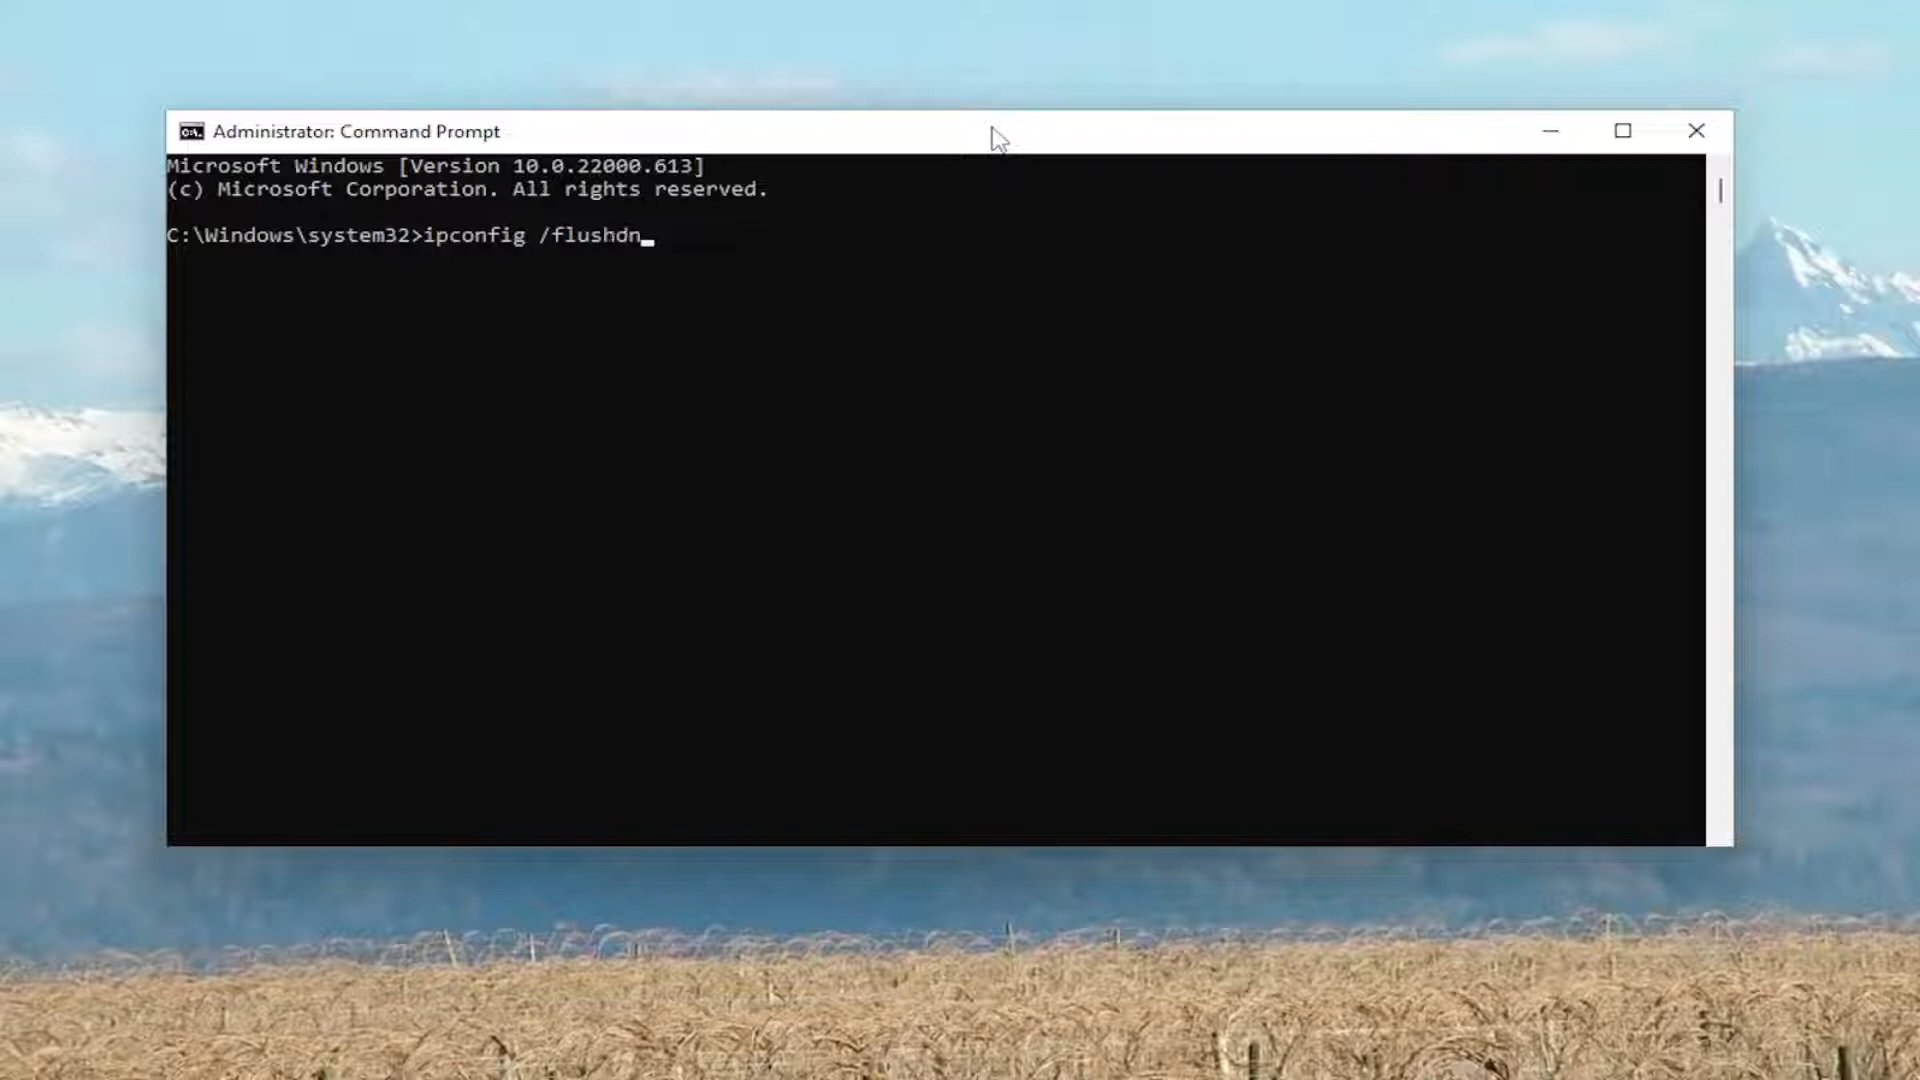 Administrator: Command Prompt
Microsoft Windows [Version 10.0.22000.613]
(c) Microsoft Corporation. All rights reserved.
C:\Windows\system32>ipconfig /flushdn